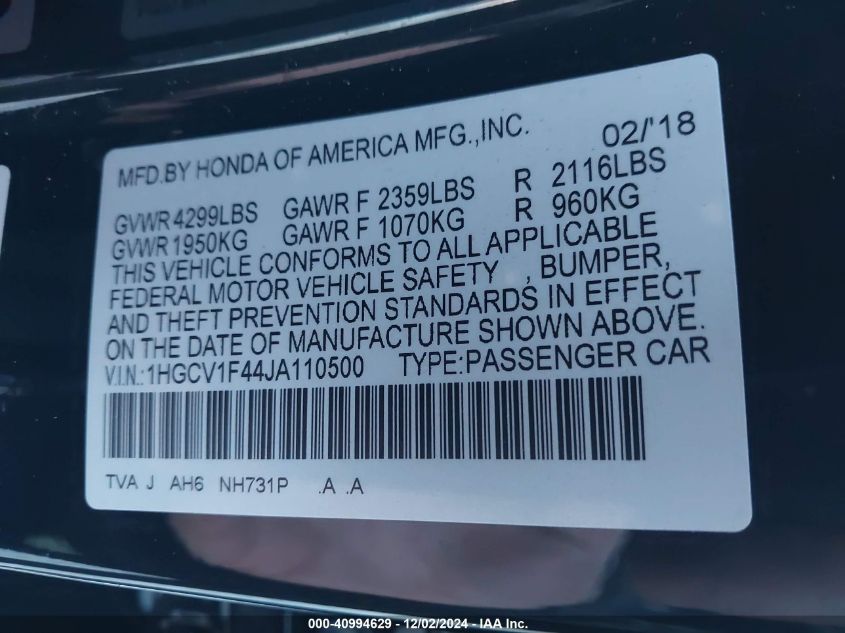 MFD.BY HONDA OF AMERICA MFG.,INC. 02/'18
GVWR 4299LBS GAWR F 2359LBS R 2116LBS
GVWR 1950KG GAWR F 1070KG R 960KG
THIS VEHICLE CONFORMS TO ALL APPLICABLE
FEDERAL MOTOR VEHICLE SAFETY , BUMPER,
AND THEFT PREVENTION STANDARDS IN EFFECT
ON THE DATE OF MANUFACTURE SHOWN ABOVE.
V.I.N.:1HGCV1F44JA110500 TYPE:PASSENGER CAR
TVA J AH6 NH731P .A .A
000-40994629 - 12/02/2024 - IAA Inc.